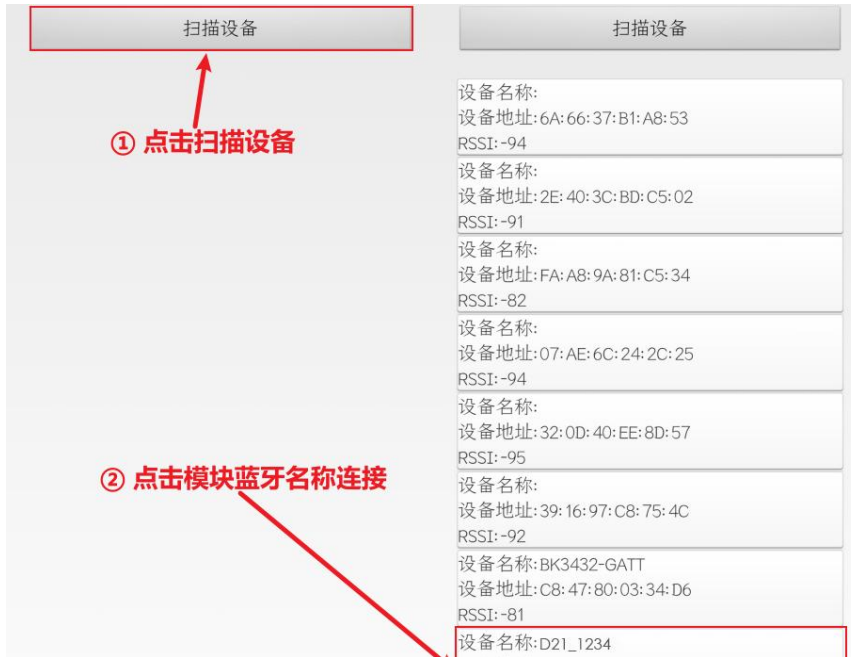 扫描设备
① 点击扫描设备
② 点击模块蓝牙名称连接
扫描设备
设备名称:
设备地址:6A:66:37:B1:A8:53
RSSI:-94
设备名称:
设备地址:2E:40:3C:BD:C5:02
RSSI:-91
设备名称:
设备地址:FA:A8:9A:81:C5:34
RSSI:-82
设备名称:
设备地址:07:AE:6C:24:2C:25
RSSI:-94
设备名称:
设备地址:32:0D:40:EE:8D:57
RSSI:-95
设备名称:
设备地址:39:16:97:C8:75:4C
RSSI:-92
设备名称:BK3432-GATT
设备地址:C8:47:80:03:34:D6
RSSI:-81
设备名称:D21_1234